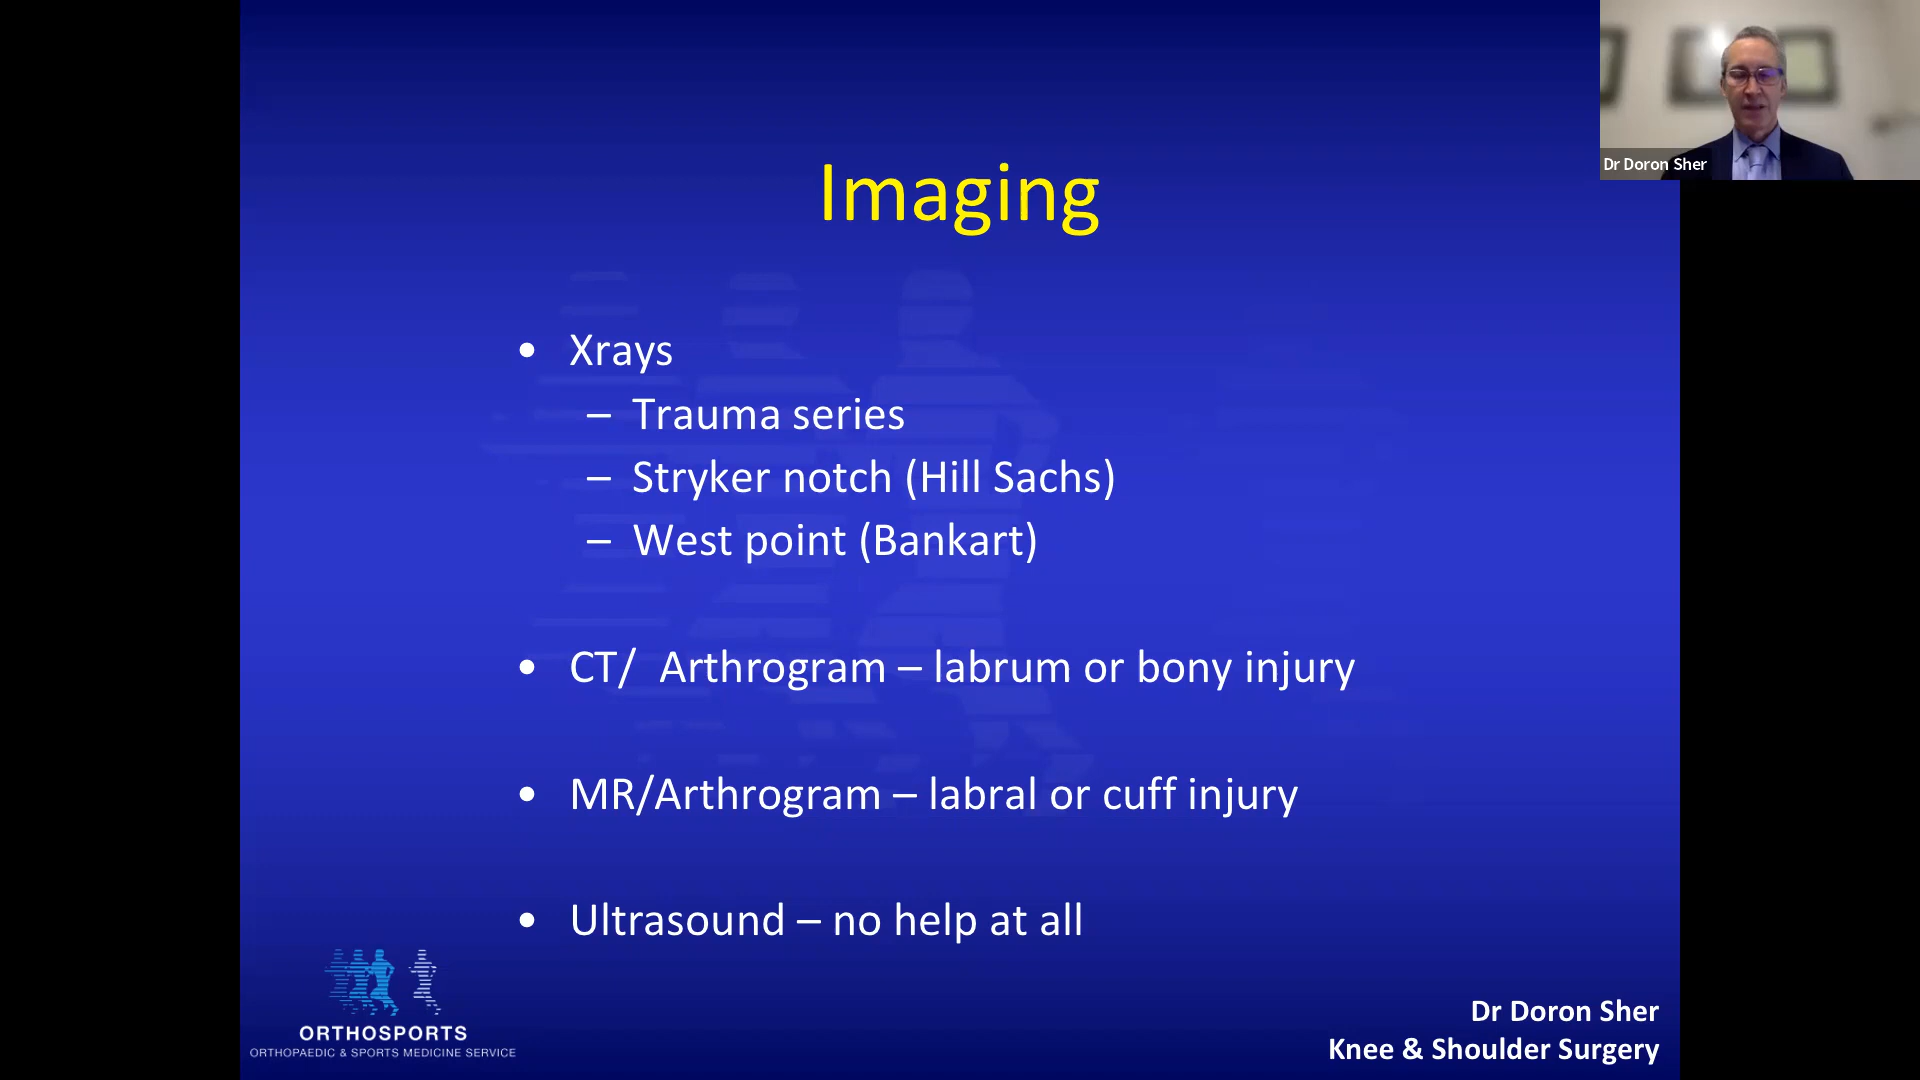 Imaging
• Xrays
– Trauma series
– Stryker notch (Hill Sachs)
– West point (Bankart)
• CT/ Arthrogram – labrum or bony injury
• MR/Arthrogram – labral or cuff injury
• Ultrasound – no help at all
ORTHOSPORTS
ORTHOPAEDIC & SPORTS MEDICINE SERVICE
Dr Doron Sher
Knee & Shoulder Surgery
Dr Doron Sher